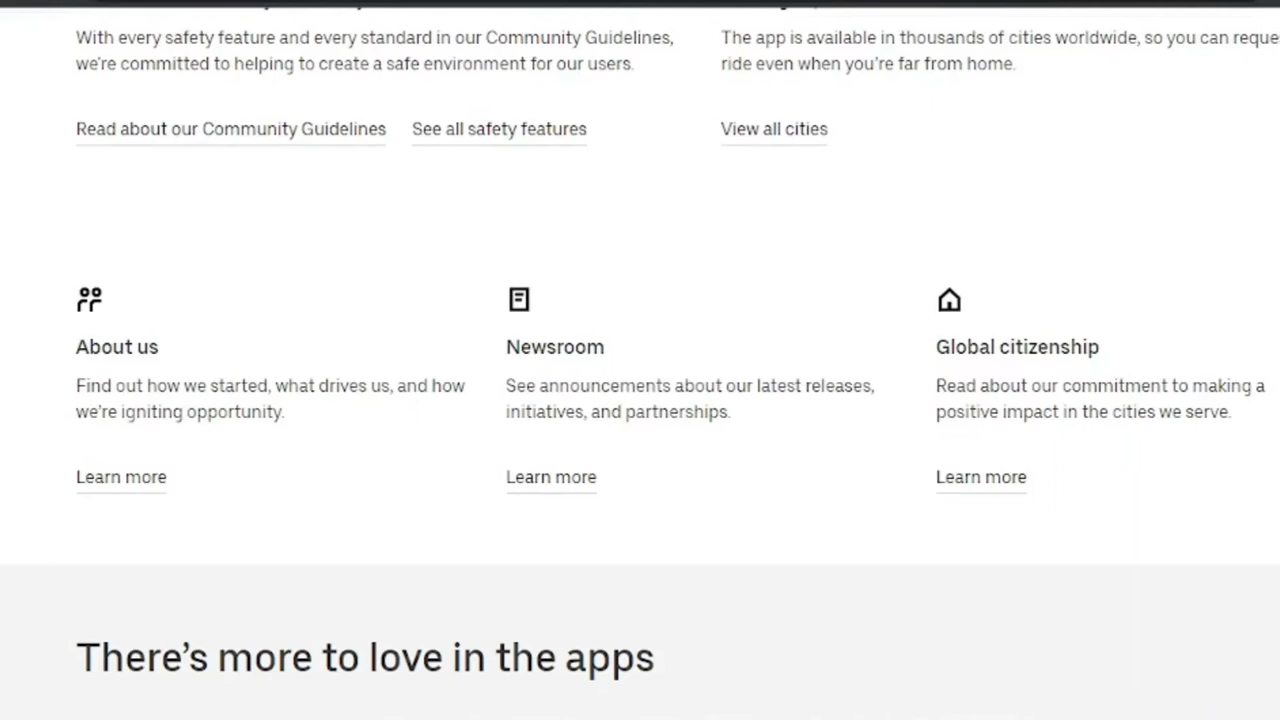 With every safety feature and every standard in our Community Guidelines,
we're committed to helping to create a safe environment for our users.
Read about our Community Guidelines
See all safety features
The app is available in thousands of cities worldwide, so you can reque
ride even when you're far from home.
View all cities
About us
Find out how we started, what drives us, and how
we're igniting opportunity.
Learn more
Newsroom
See announcements about our latest releases,
initiatives, and partnerships.
Learn more
Global citizenship
Read about our commitment to making a
positive impact in the cities we serve.
Learn more
There's more to love in the apps